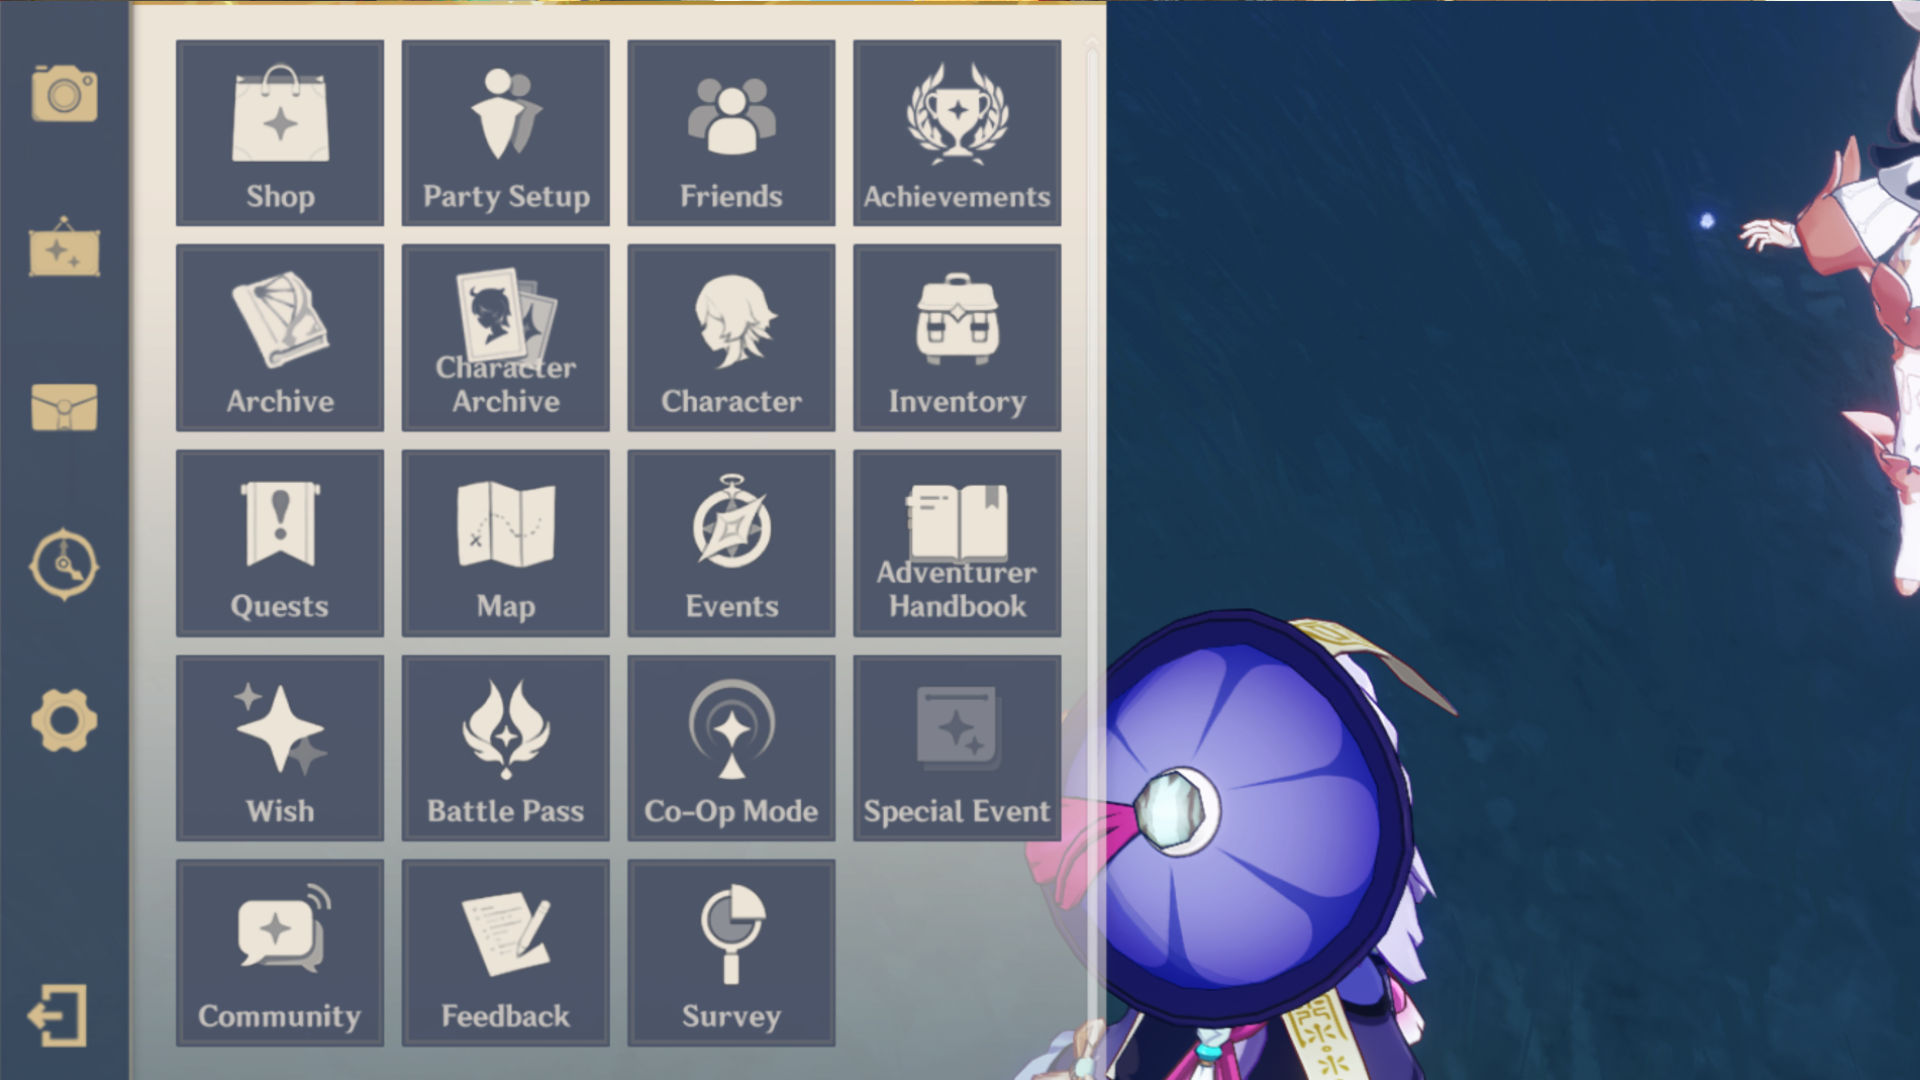 Shop
Party Setup
Friends
Achievements
Archive
Character
Archive
Character
Inventory
Quests
Map
Events
Adventurer
Handbook
Wish
Battle Pass
Co-Op Mode
Special Event
Community
Feedback
Survey